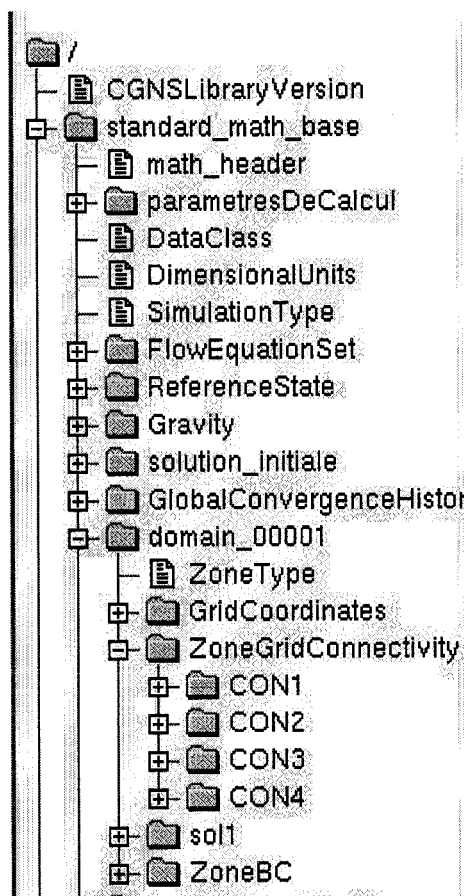 /
CGNSLibraryVersion
standard_math_base
math_header
parametresDeCalcul
DataClass
DimensionalUnits
SimulationType
FlowEquationSet
ReferenceState
Gravity
solution_initiale
GlobalConvergenceHistor
domain_00001
ZoneType
GridCoordinates
ZoneGridConnectivity
CON1
CON2
CON3
CON4
sol1
ZoneBC